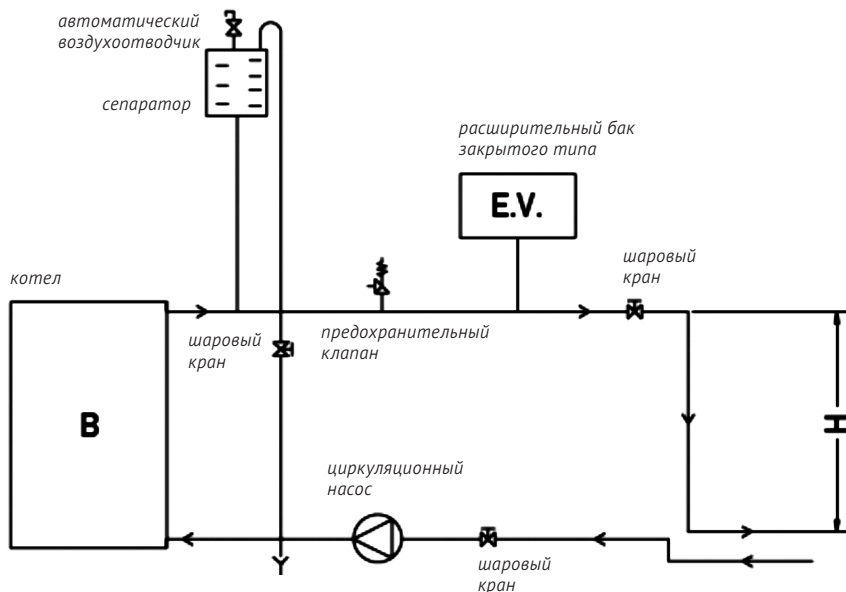 автоматический
воздухоотводчик
сепаратор
расширительный бак
закрытого типа
E.V.
шаровый
кран
котел
шаровый
кран
предохранительный
клапан
B
H
циркуляционный
насос
шаровый
кран